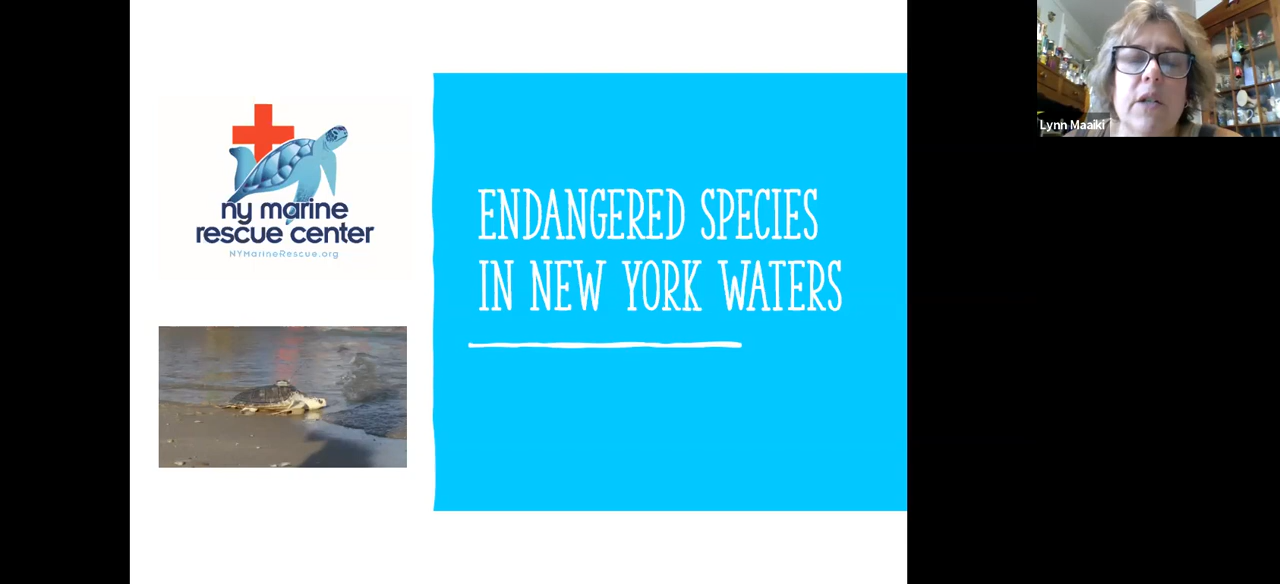 ny marine
rescue center
NYMarineRescue.org
ENDANGERED SPECIES
IN NEW YORK WATERS
Lynn Maaiki